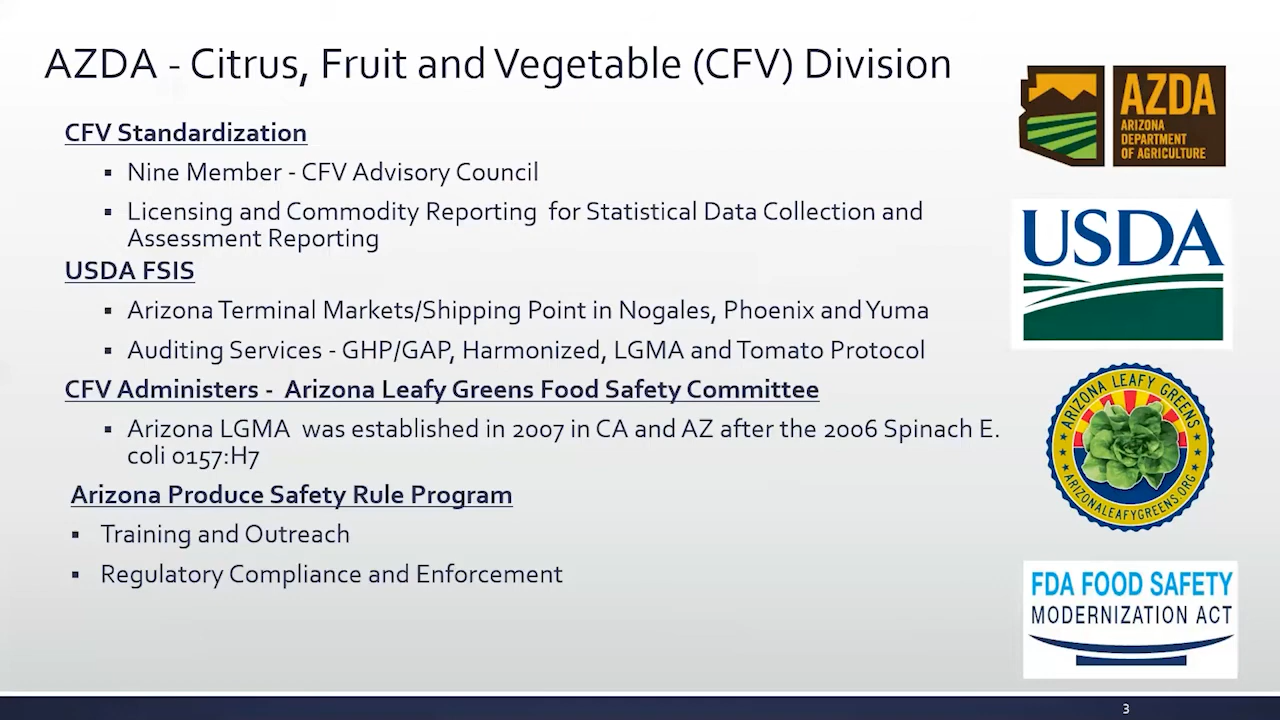 AZDA - Citrus, Fruit and Vegetable (CFV) Division
CFV Standardization
▪ Nine Member - CFV Advisory Council
▪ Licensing and Commodity Reporting for Statistical Data Collection and
Assessment Reporting
USDA FSIS
▪ Arizona Terminal Markets/Shipping Point in Nogales, Phoenix and Yuma
▪ Auditing Services - GHP/GAP, Harmonized, LGMA and Tomato Protocol
CFV Administers - Arizona Leafy Greens Food Safety Committee
▪ Arizona LGMA was established in 2007 in CA and AZ after the 2006 Spinach E.
coli 0157:H7
Arizona Produce Safety Rule Program
▪ Training and Outreach
▪ Regulatory Compliance and Enforcement
AZDA
ARIZONA
DEPARTMENT
OF AGRICULTURE
USDA
ARIZONA LEAFY GREENS
ARIZONALEAFYGREENS.ORG
FDA FOOD SAFETY
MODERNIZATION ACT
3